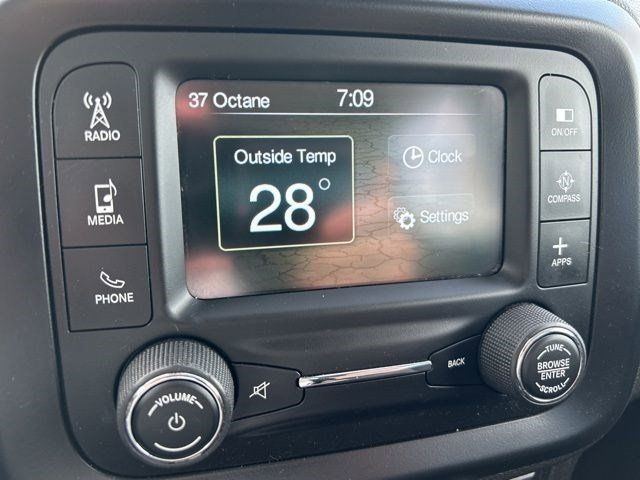 37 Octane 7:09
Outside Temp
28°
Clock
Settings
RADIO
MEDIA
PHONE
ON/OFF
N
COMPASS
APPS
VOLUME
BACK
TUNE
BROWSE
ENTER
SCROLL